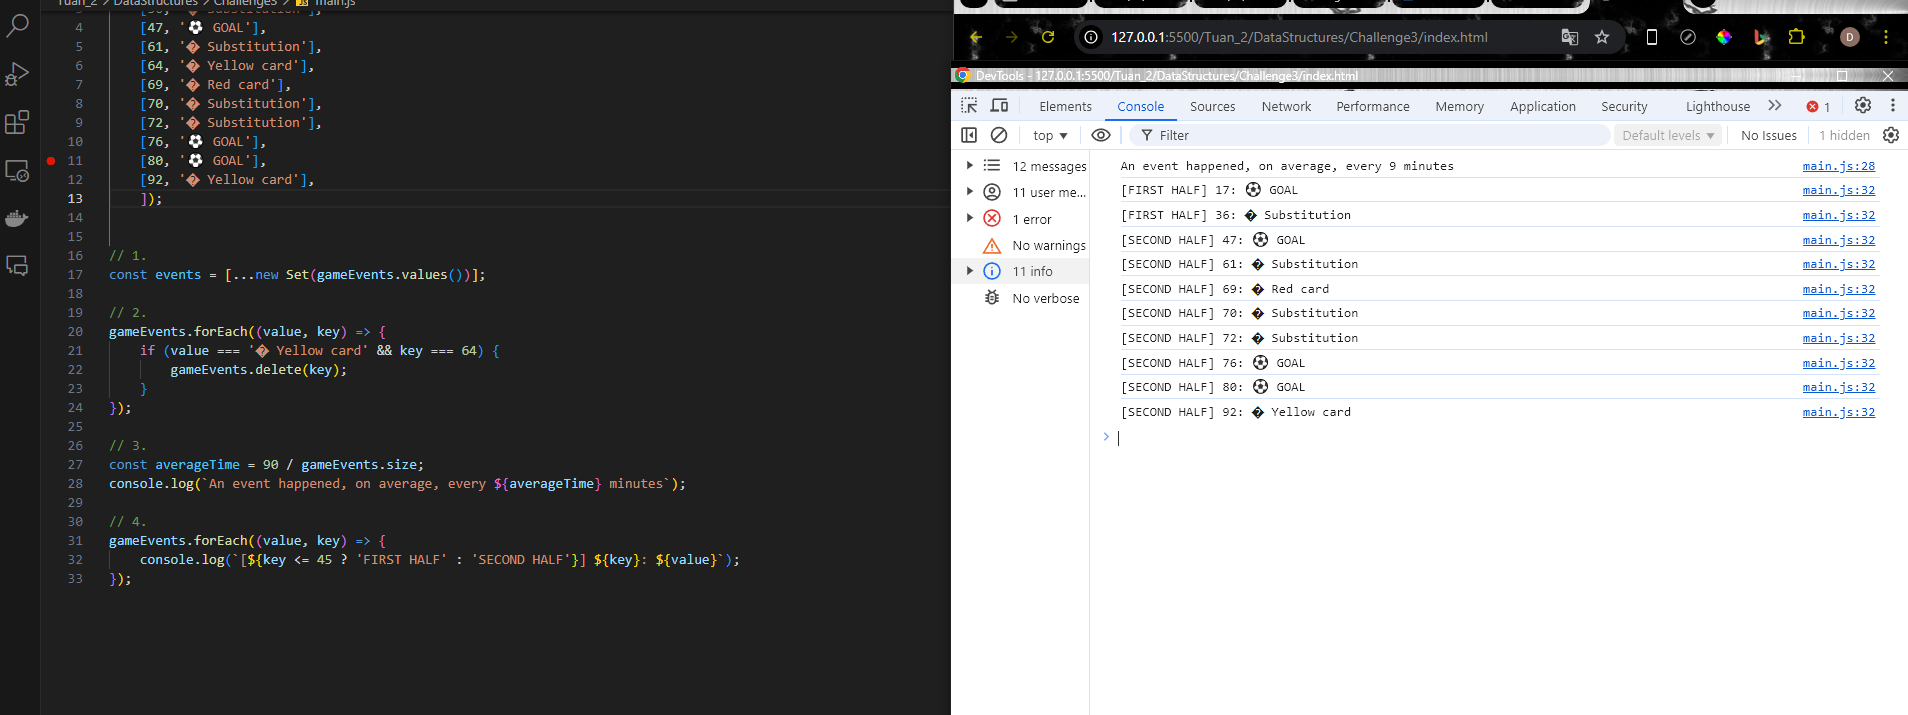 Tuan_2 > DataStructures > Challenge3 > JS main.js
3 [36, '� Substitution'],
4 [47, '⚽ GOAL'],
5 [61, '� Substitution'],
6 [64, '� Yellow card'],
7 [69, '� Red card'],
8 [70, '� Substitution'],
9 [72, '� Substitution'],
10 [76, '⚽ GOAL'],
11 [80, '⚽ GOAL'],
12 [92, '� Yellow card'],
13 ]);
14
15
16 // 1.
17 const events = [...new Set(gameEvents.values())];
18
19 // 2.
20 gameEvents.forEach((value, key) => {
21 if (value === '� Yellow card' && key === 64) {
22 gameEvents.delete(key);
23 }
24 });
25
26 // 3.
27 const averageTime = 90 / gameEvents.size;
28 console.log(`An event happened, on average, every ${averageTime} minutes`);
29
30 // 4.
31 gameEvents.forEach((value, key) => {
32 console.log(`[${key <= 45 ? 'FIRST HALF' : 'SECOND HALF'}] ${key}: ${value}`);
33 });
127.0.0.1:5500/Tuan_2/DataStructures/Challenge3/index.html
D
DevTools - 127.0.0.1:5500/Tuan_2/DataStructures/Challenge3/index.html
Elements Console Sources Network Performance Memory Application Security Lighthouse 1
top Filter Default levels No Issues 1 hidden
12 messages
11 user me...
1 error
No warnings
11 info
No verbose
An event happened, on average, every 9 minutes main.js:28
[FIRST HALF] 17: ⚽ GOAL main.js:32
[FIRST HALF] 36: � Substitution main.js:32
[SECOND HALF] 47: ⚽ GOAL main.js:32
[SECOND HALF] 61: � Substitution main.js:32
[SECOND HALF] 69: � Red card main.js:32
[SECOND HALF] 70: � Substitution main.js:32
[SECOND HALF] 72: � Substitution main.js:32
[SECOND HALF] 76: ⚽ GOAL main.js:32
[SECOND HALF] 80: ⚽ GOAL main.js:32
[SECOND HALF] 92: � Yellow card main.js:32
>